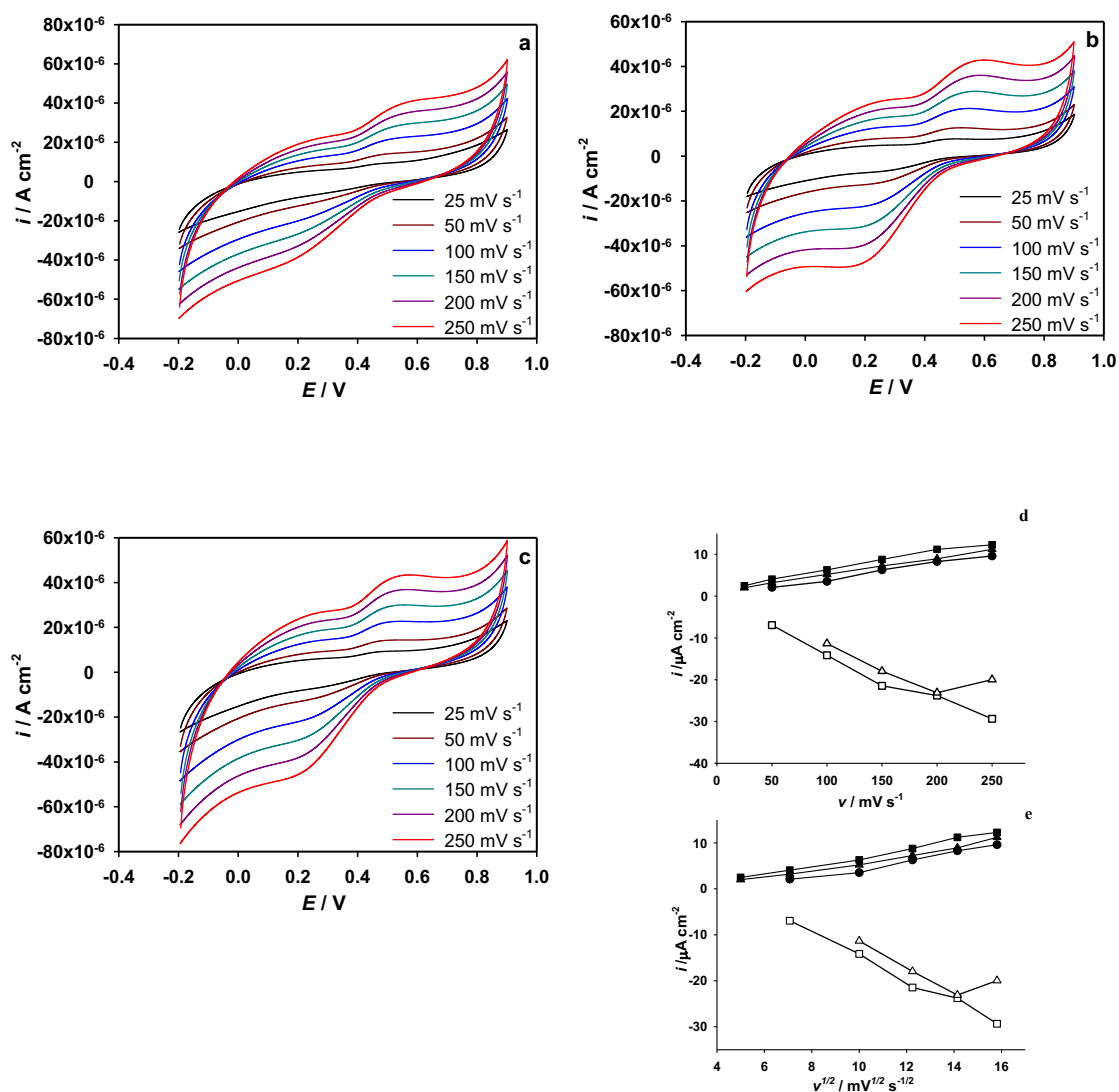 a
80x10⁻⁶
60x10⁻⁶
40x10⁻⁶
20x10⁻⁶
0
-20x10⁻⁶
-40x10⁻⁶
-60x10⁻⁶
-80x10⁻⁶
i / A cm⁻²
25 mV s⁻¹
50 mV s⁻¹
100 mV s⁻¹
150 mV s⁻¹
200 mV s⁻¹
250 mV s⁻¹
-0.4 -0.2 0.0 0.2 0.4 0.6 0.8 1.0
E / V
b
60x10⁻⁶
40x10⁻⁶
20x10⁻⁶
0
-20x10⁻⁶
-40x10⁻⁶
-60x10⁻⁶
-80x10⁻⁶
i / A cm⁻²
25 mV s⁻¹
50 mV s⁻¹
100 mV s⁻¹
150 mV s⁻¹
200 mV s⁻¹
250 mV s⁻¹
-0.4 -0.2 0.0 0.2 0.4 0.6 0.8 1.0
E / V
c
60x10⁻⁶
40x10⁻⁶
20x10⁻⁶
0
-20x10⁻⁶
-40x10⁻⁶
-60x10⁻⁶
-80x10⁻⁶
i / A cm⁻²
25 mV s⁻¹
50 mV s⁻¹
100 mV s⁻¹
150 mV s⁻¹
200 mV s⁻¹
250 mV s⁻¹
-0.4 -0.2 0.0 0.2 0.4 0.6 0.8 1.0
E / V
d
10
0
-10
-20
-30
-40
i /µA cm⁻²
0 50 100 150 200 250
v / mV s⁻¹
e
10
0
-10
-20
-30
i /µA cm⁻²
4 6 8 10 12 14 16
v¹ᐟ² / mV¹ᐟ² s⁻¹ᐟ²